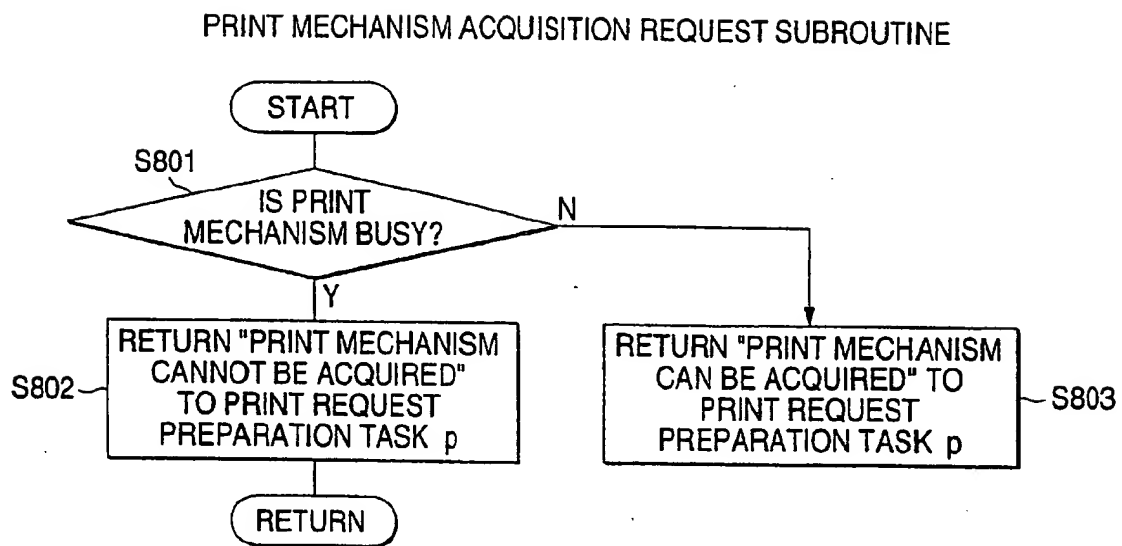 PRINT MECHANISM ACQUISITION REQUEST SUBROUTINE
START
S801
IS PRINT
MECHANISM BUSY?
N
Y
RETURN "PRINT MECHANISM
CANNOT BE ACQUIRED"
TO PRINT REQUEST
PREPARATION TASK p
S802
RETURN "PRINT MECHANISM
CAN BE ACQUIRED" TO
PRINT REQUEST
PREPARATION TASK p
S803
RETURN